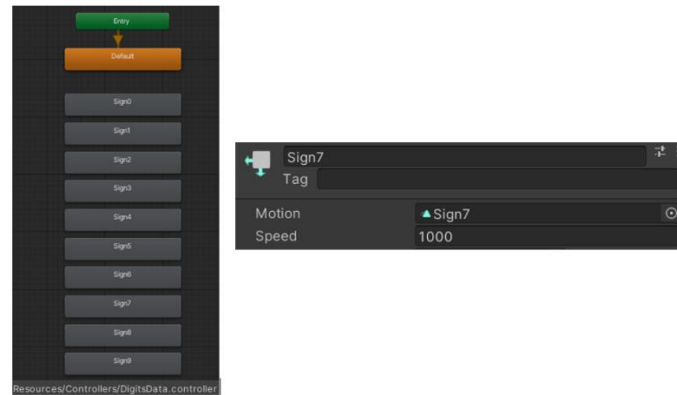 Entry
Default
Sign0
Sign1
Sign2
Sign3
Sign4
Sign5
Sign6
Sign7
Sign8
Sign9
Resources/Controllers/DigitsData.controller
Sign7
Tag
Motion Sign7
Speed 1000